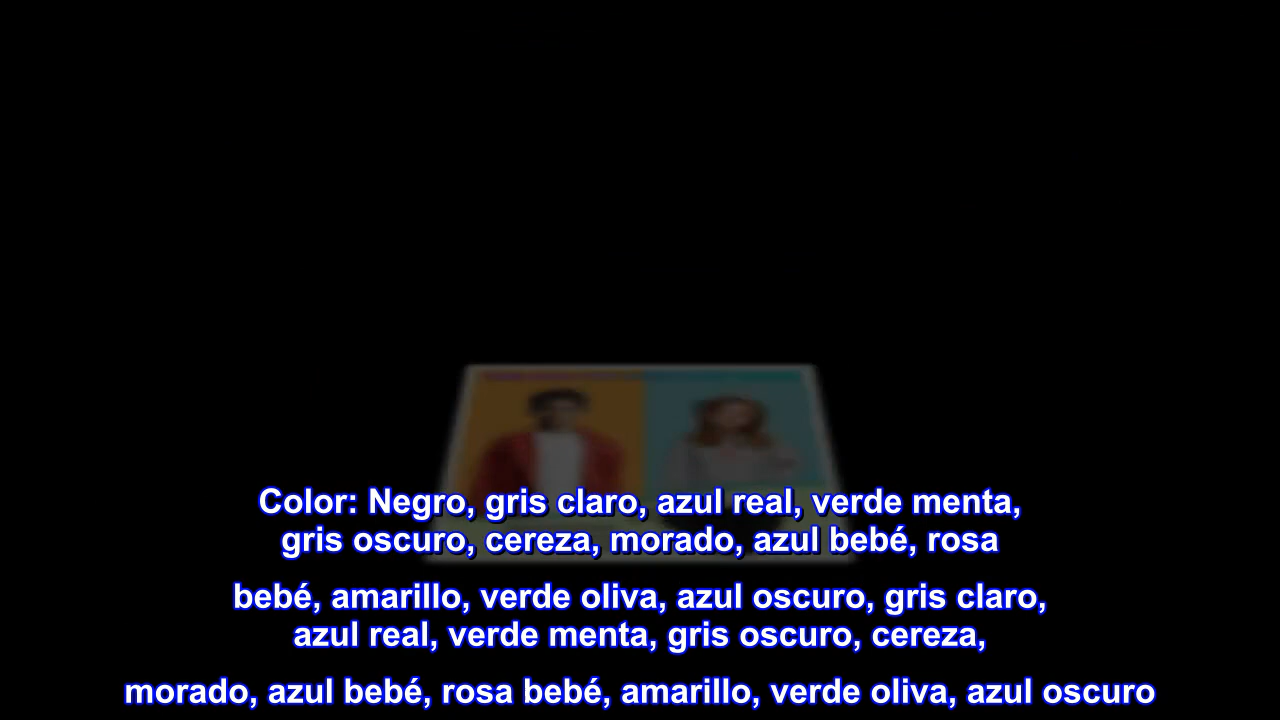 Color: Negro, gris claro, azul real, verde menta,
gris oscuro, cereza, morado, azul bebé, rosa
bebé, amarillo, verde oliva, azul oscuro, gris claro,
azul real, verde menta, gris oscuro, cereza,
morado, azul bebé, rosa bebé, amarillo, verde oliva, azul oscuro